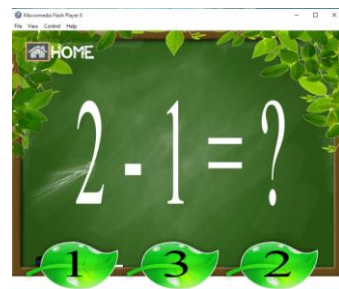 Macromedia Flash Player 8
File View Control Help
HOME
2 - 1 = ?
1 3 2